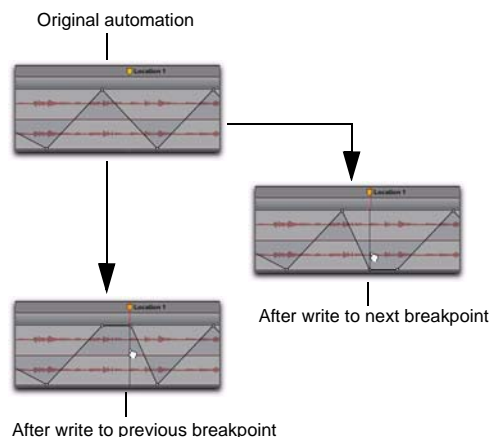 Original automation
Location 1
Location 1
After write to next breakpoint
Location 1
After write to previous breakpoint